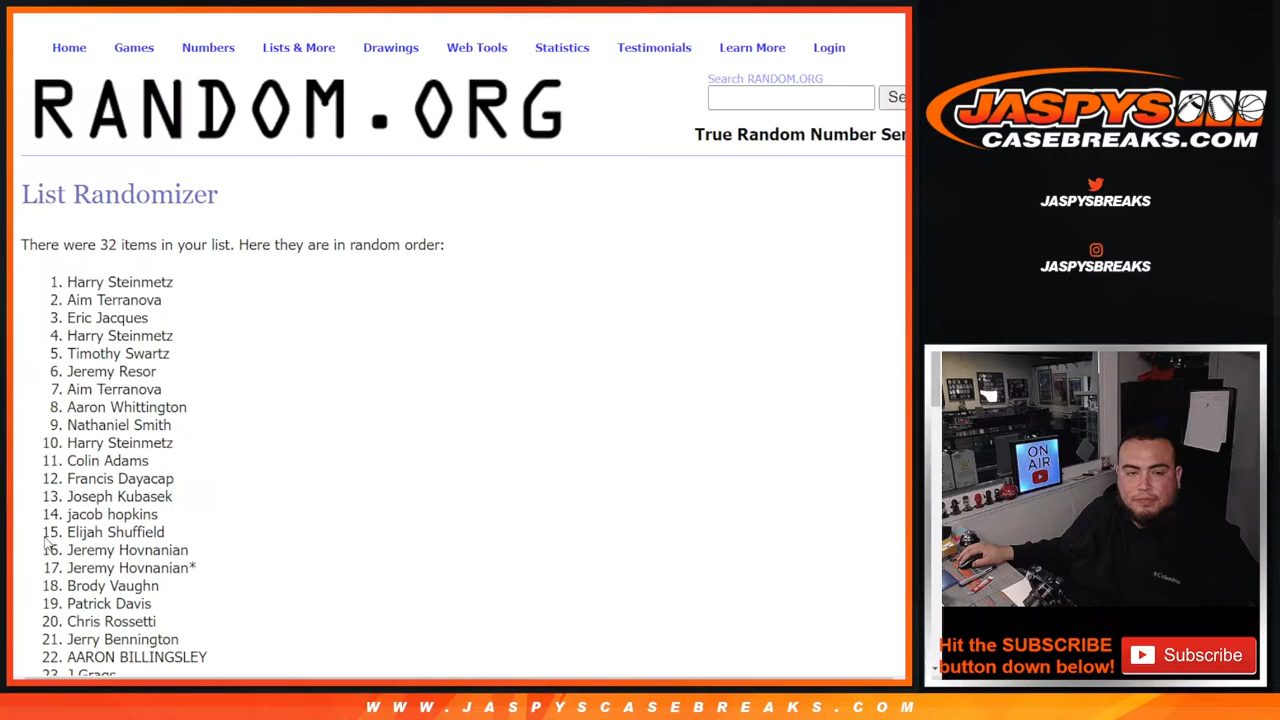 Home Games Numbers Lists & More Drawings Web Tools Statistics Testimonials Learn More Login
RANDOM.ORG
Search RANDOM.ORG
Se
True Random Number Ser
List Randomizer
There were 32 items in your list. Here they are in random order:
1. Harry Steinmetz
2. Aim Terranova
3. Eric Jacques
4. Harry Steinmetz
5. Timothy Swartz
6. Jeremy Resor
7. Aim Terranova
8. Aaron Whittington
9. Nathaniel Smith
10. Harry Steinmetz
11. Colin Adams
12. Francis Dayacap
13. Joseph Kubasek
14. jacob hopkins
15. Elijah Shuffield
16. Jeremy Hovnanian
17. Jeremy Hovnanian*
18. Brody Vaughn
19. Patrick Davis
20. Chris Rossetti
21. Jerry Bennington
22. AARON BILLINGSLEY
JASPYS
CASEBREAKS.COM
JASPYSBREAKS
JASPYSBREAKS
ON
AIR
Columbia
Hit the SUBSCRIBE
button down below!
Subscribe
WWW.JASPYSCASEBREAKS.COM